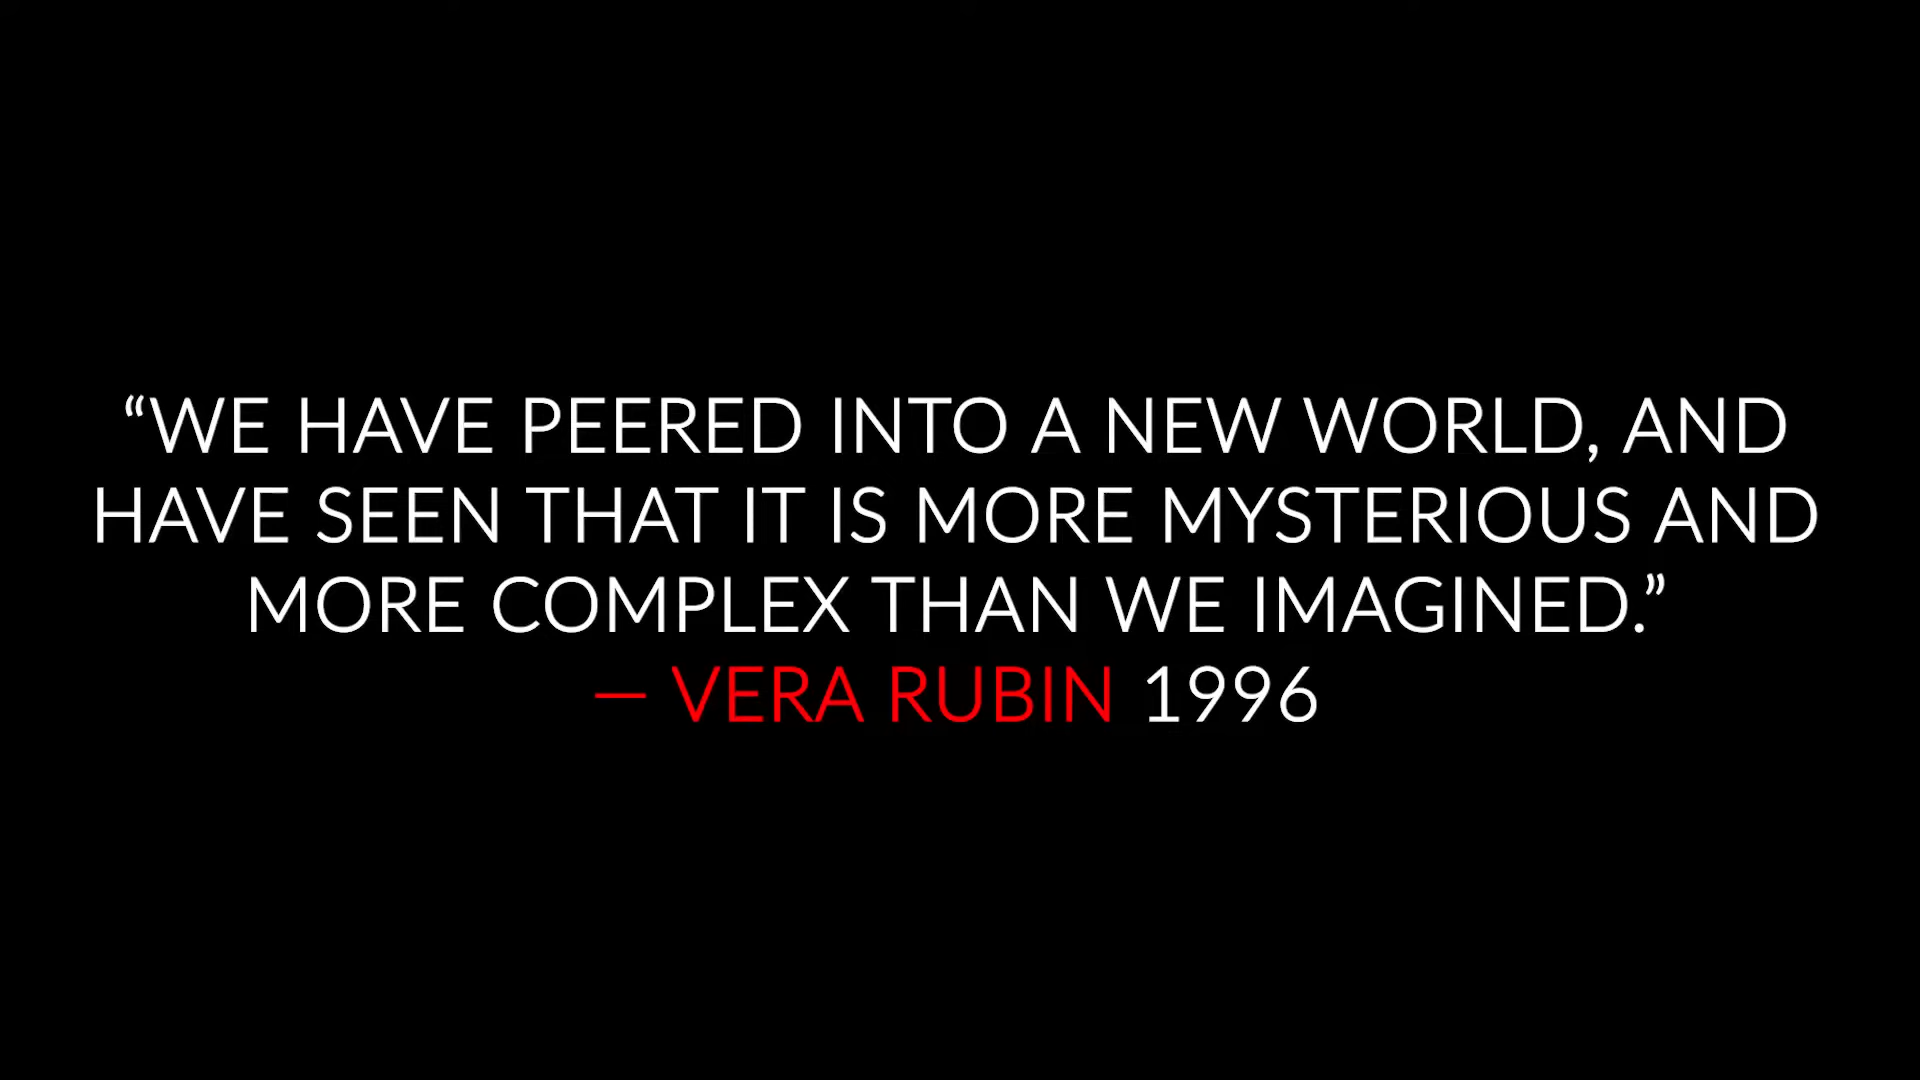 “WE HAVE PEERED INTO A NEW WORLD, AND
HAVE SEEN THAT IT IS MORE MYSTERIOUS AND
MORE COMPLEX THAN WE IMAGINED.”
— VERA RUBIN 1996